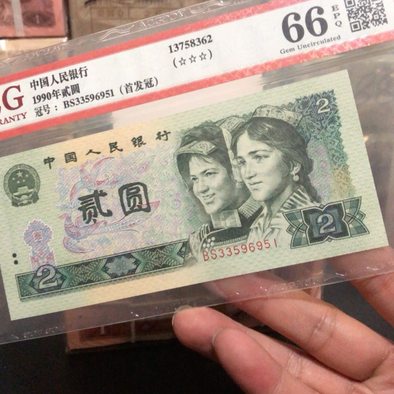 G
RANTY
中国人民银行
1990年贰圆
冠号：BS33596951（首发冠）
13758362
(☆☆☆)
66
EPQ
Gem Uncirculated
2
中国人民银行
贰圆
BS33596951
2
2